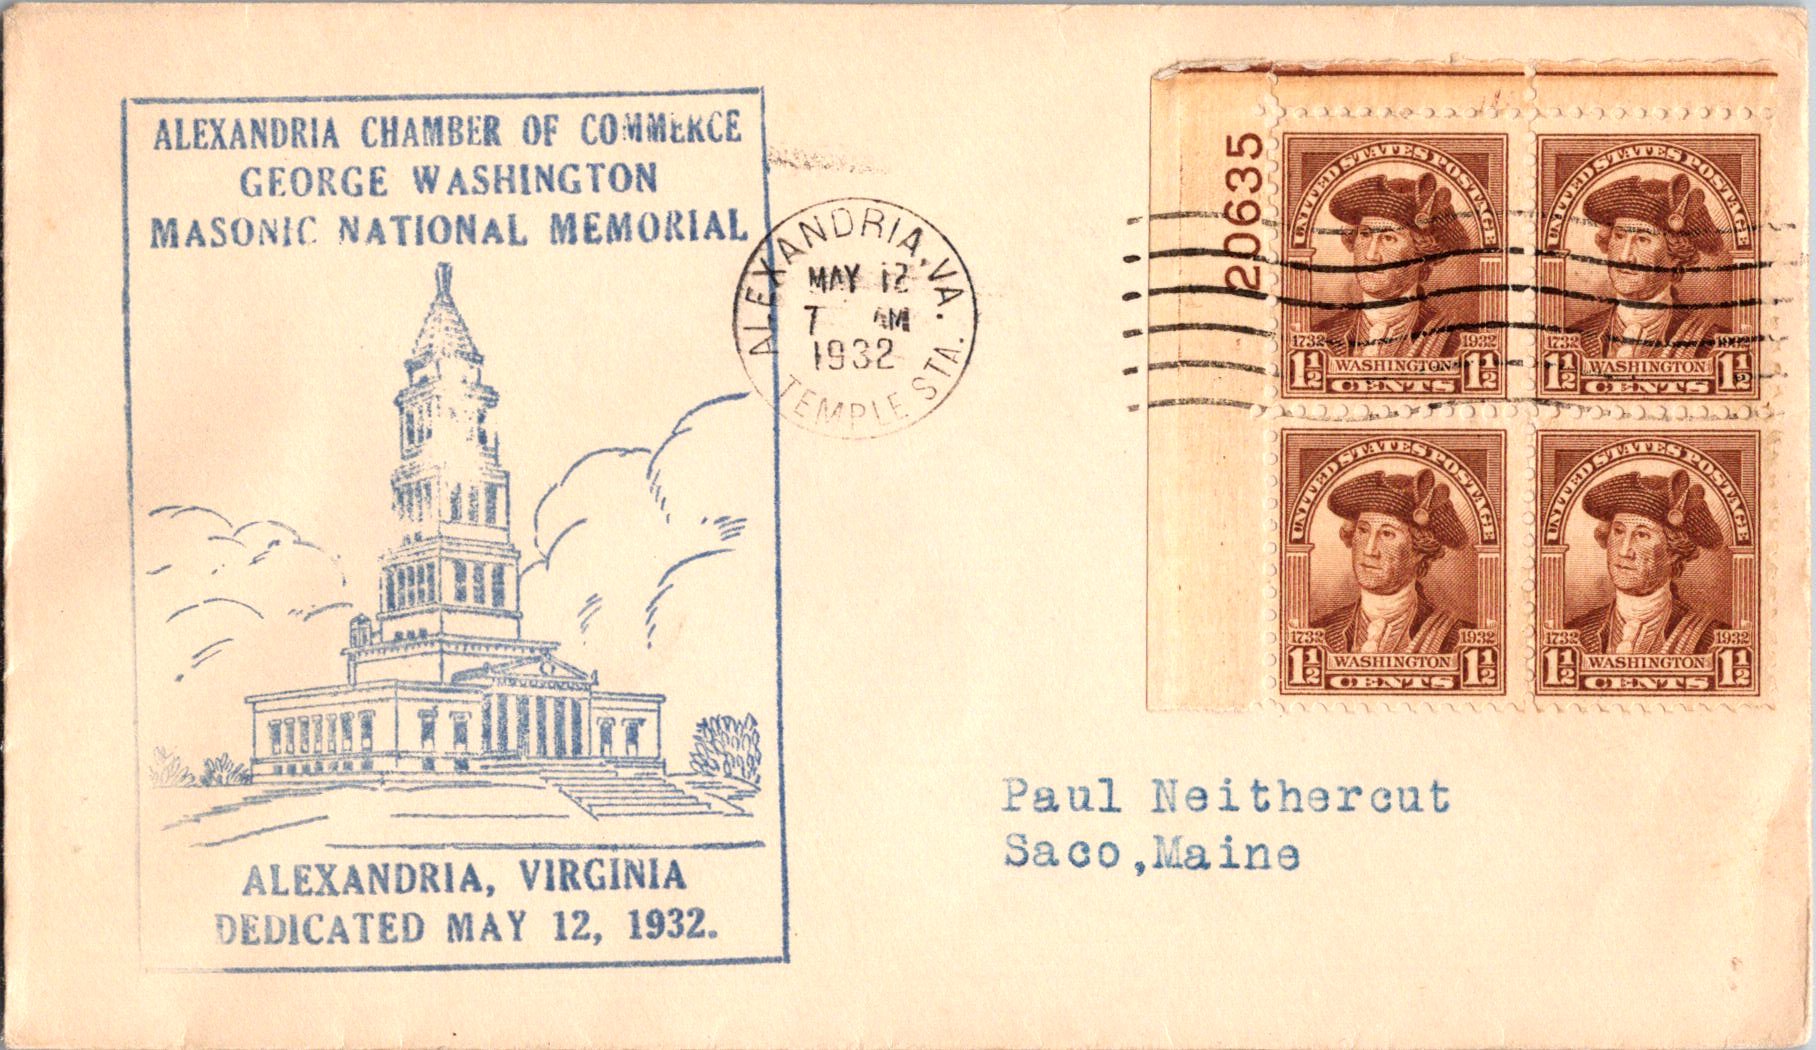 ALEXANDRIA CHAMBER OF COMMERCE
GEORGE WASHINGTON
MASONIC NATIONAL MEMORIAL
ALEXANDRIA, VIRGINIA
DEDICATED MAY 12, 1932.
ALEXANDRIA, VA.
MAY 12
7 AM
1932
TEMPLE STA.
20635
UNITED STATES POSTAGE
1732 1932
WASHINGTON
1½ CENTS 1½
UNITED STATES POSTAGE
1732 1932
WASHINGTON
1½ CENTS 1½
UNITED STATES POSTAGE
1732 1932
WASHINGTON
1½ CENTS 1½
UNITED STATES POSTAGE
1732 1932
WASHINGTON
1½ CENTS 1½
Paul Neithercut
Saco,Maine